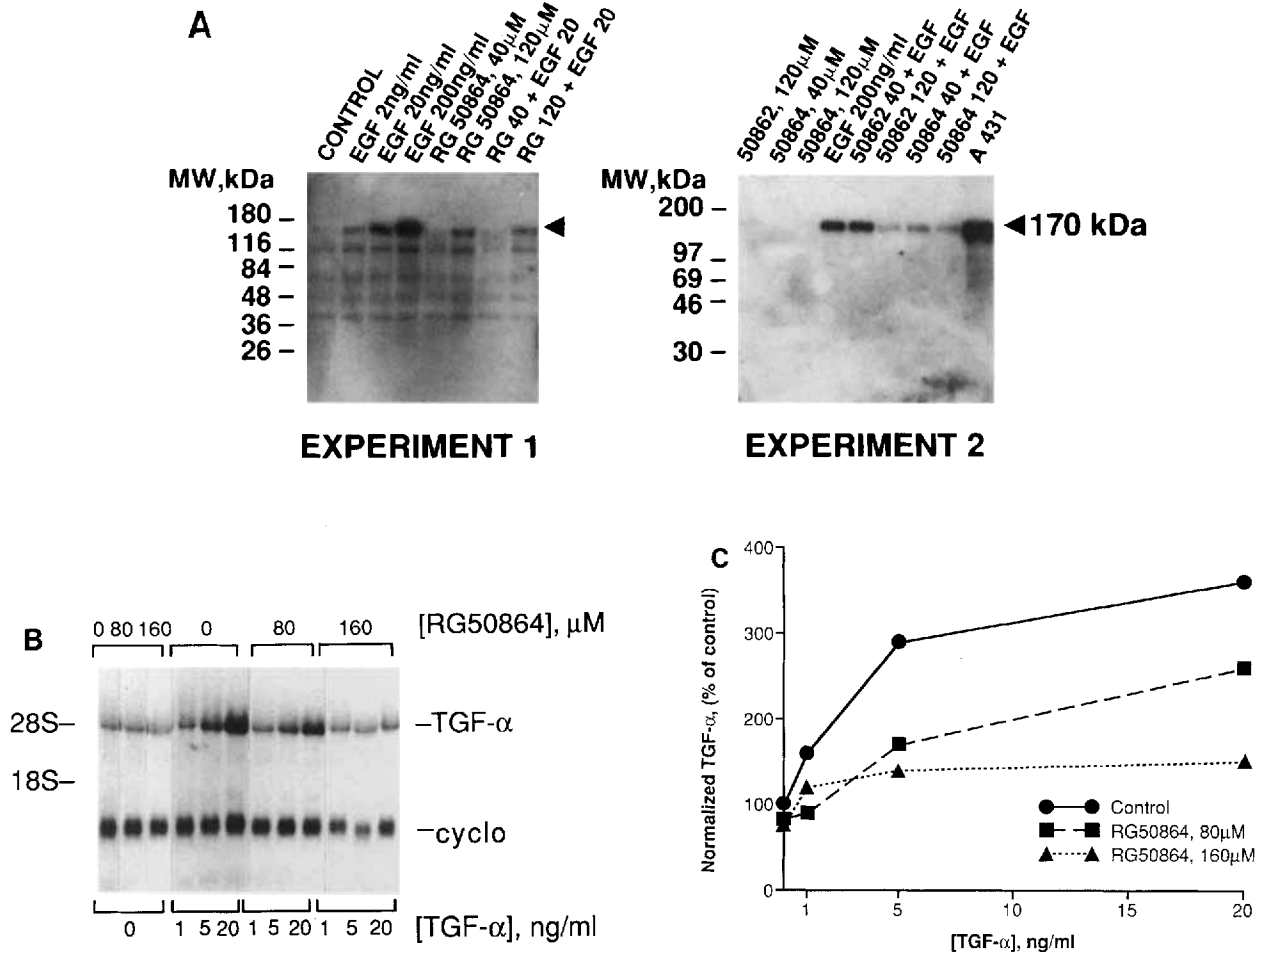 A
CONTROL
EGF 2ng/ml
EGF 20ng/ml
EGF 200ng/ml
RG 50864, 40μM
RG 50864, 120μM
RG 40 + EGF 20
RG 120 + EGF 20
MW,kDa
180
116
84
48
36
26
EXPERIMENT 1
50862, 120μM
50864, 40μM
50864, 120μM
EGF 200ng/ml
50862 40 + EGF
50862 120 + EGF
50864 40 + EGF
50864 120 + EGF
A 431
MW,kDa
200
97
69
46
30
170 kDa
EXPERIMENT 2
B
0 80 160 0 80 160 [RG50864], μM
28S
18S
TGF-α
cyclo
0 1 5 20 1 5 20 1 5 20 [TGF-α], ng/ml
C
Normalized TGF-α, (% of control)
400
300
200
100
0
1 5 10 15 20
[TGF-α], ng/ml
Control
RG50864, 80μM
RG50864, 160μM